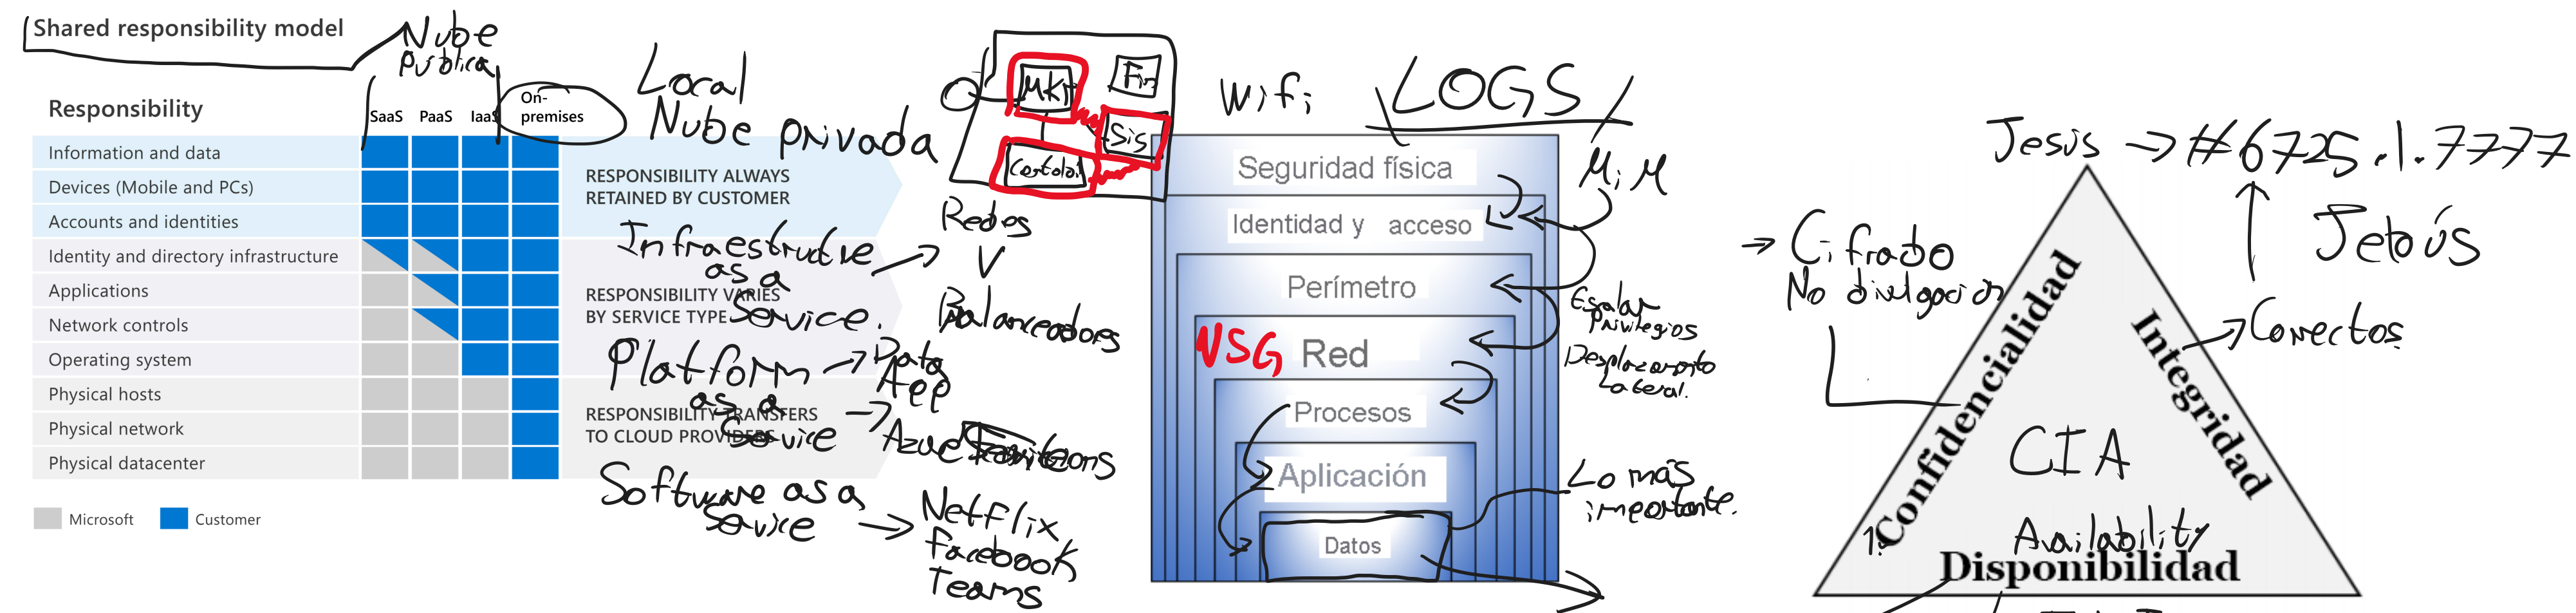 Shared responsibility model
Nube
Pública
Responsibility
SaaS PaaS IaaS On-
premises
Information and data
Devices (Mobile and PCs)
Accounts and identities
Identity and directory infrastructure
Applications
Network controls
Operating system
Physical hosts
Physical network
Physical datacenter
Microsoft
Customer
RESPONSIBILITY ALWAYS
RETAINED BY CUSTOMER
RESPONSIBILITY VARIES
BY SERVICE TYPE
RESPONSIBILITY TRANSFERS
TO CLOUD PROVIDERS
Local
Nube privada
Infraestructure
as a
Service.
Platform
as a
Service
Software as a
Service
Redes
Balanceadores
Data
App
Azure
Netflix
Facebook
Teams
MKT
Fin
Sis
Wifi
LOGS
Seguridad física
Identidad y acceso
Perímetro
NSG Red
Procesos
Aplicación
Datos
MiM
Escalar
Privilegios
Desplazamiento
Lateral.
Lo más
importante.
Jesús → #6725.1.7777
Jetoús
→ Cifrado
No divulgación
Correctos
Confidencialidad
Integridad
CIA
Availability
Disponibilidad